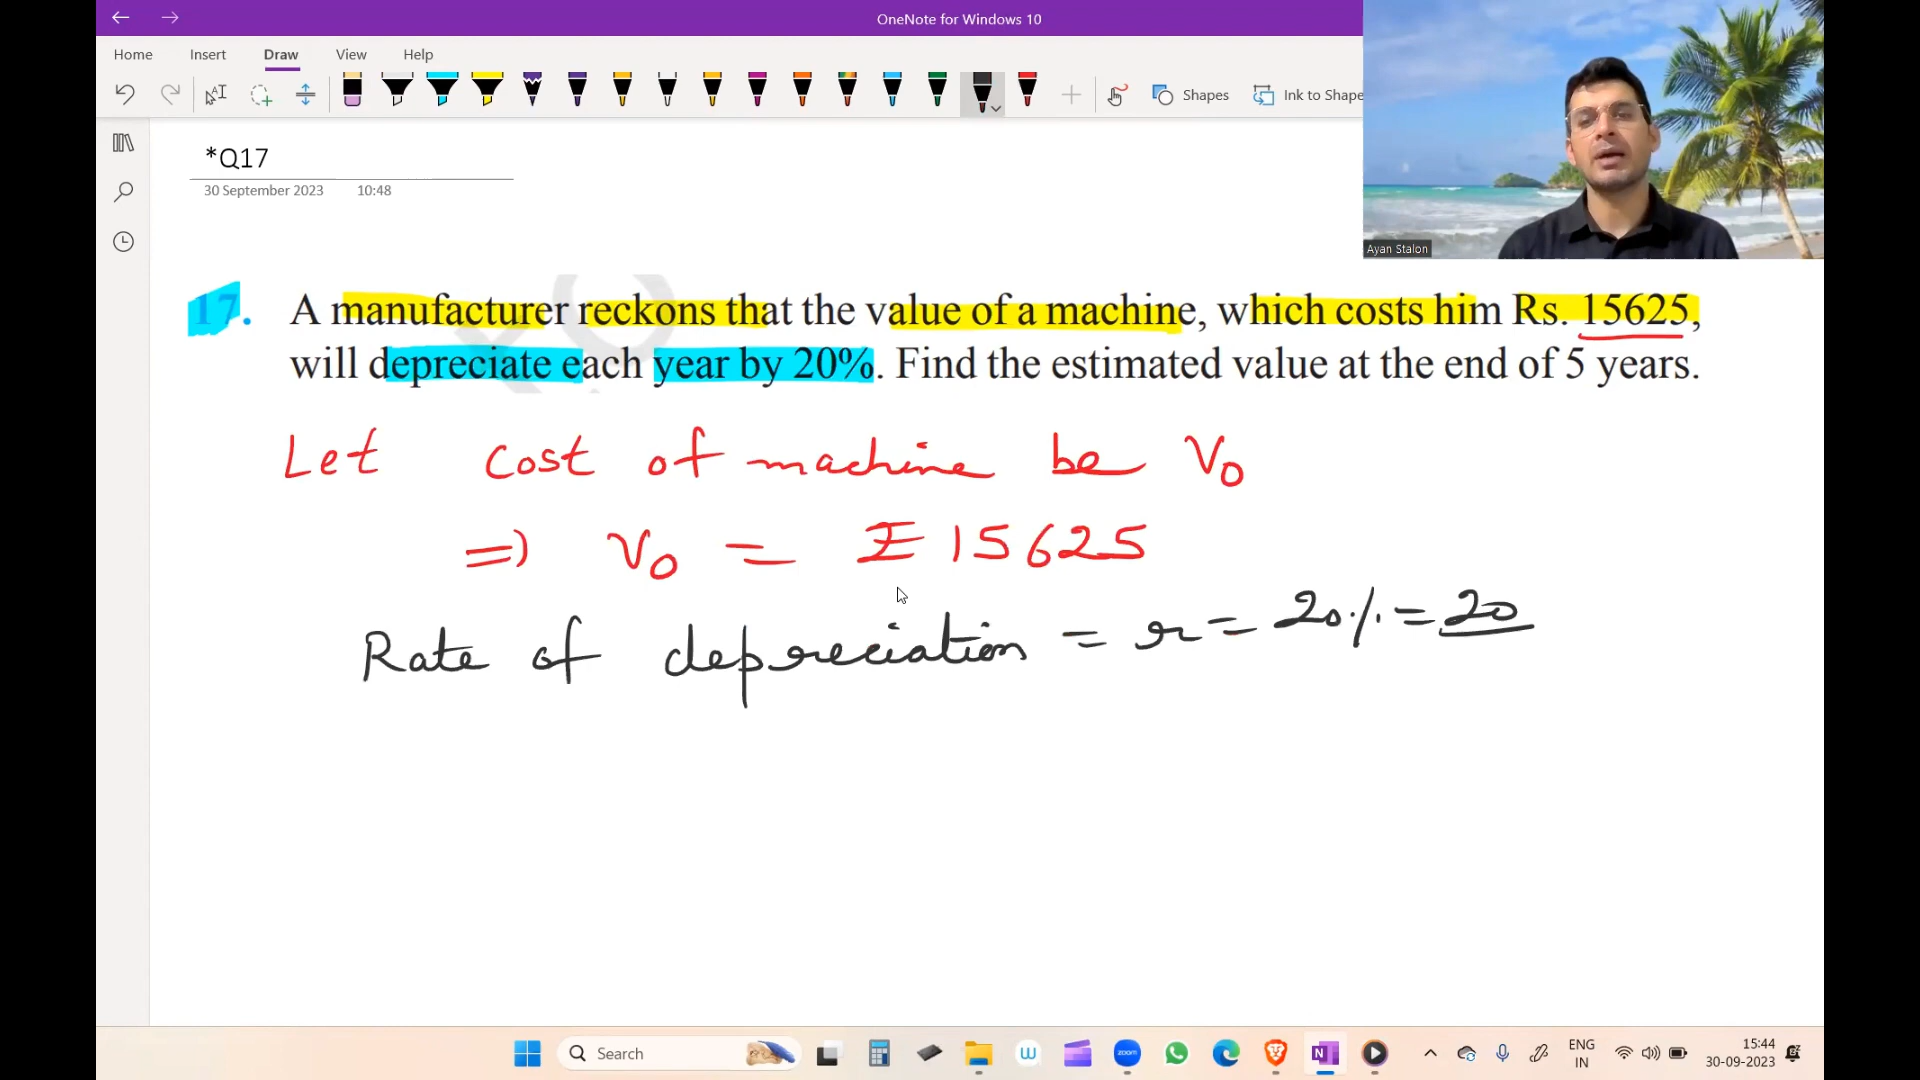 OneNote for Windows 10
Home Insert Draw View Help
Shapes Ink to Shape
*Q17
30 September 2023 10:48
Ayan Stalon
17. A manufacturer reckons that the value of a machine, which costs him Rs. 15625,
will depreciate each year by 20%. Find the estimated value at the end of 5 years.
Let cost of machine be V0
=> V0 = ₹ 15625
Rate of depreciation = r = 20% = 20
Search
zoom
ENG
IN
15:44
30-09-2023